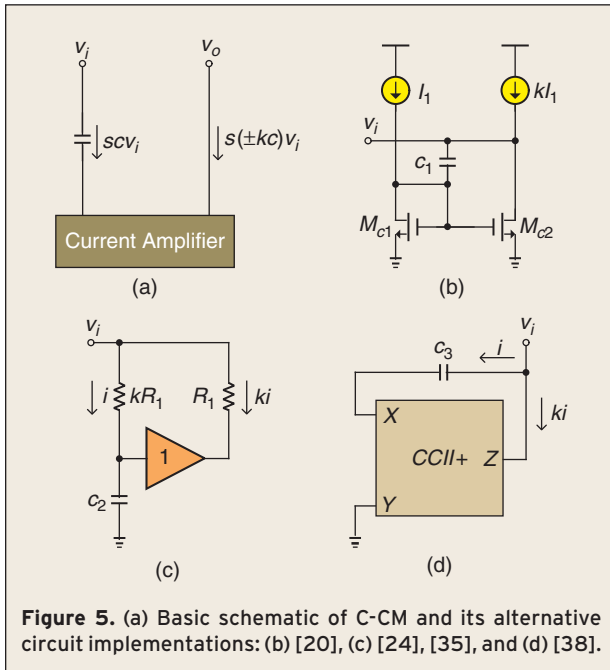 v_i
v_o
scv_i
s(±kc)v_i
Current Amplifier
(a)
I_1
kI_1
v_i
c_1
M_c1
M_c2
(b)
v_i
i
kR_1
R_1
ki
1
c_2
(c)
v_i
c_3
i
ki
X
CCII+
Z
Y
(d)
Figure 5. (a) Basic schematic of C-CM and its alternative
circuit implementations: (b) [20], (c) [24], [35], and (d) [38].